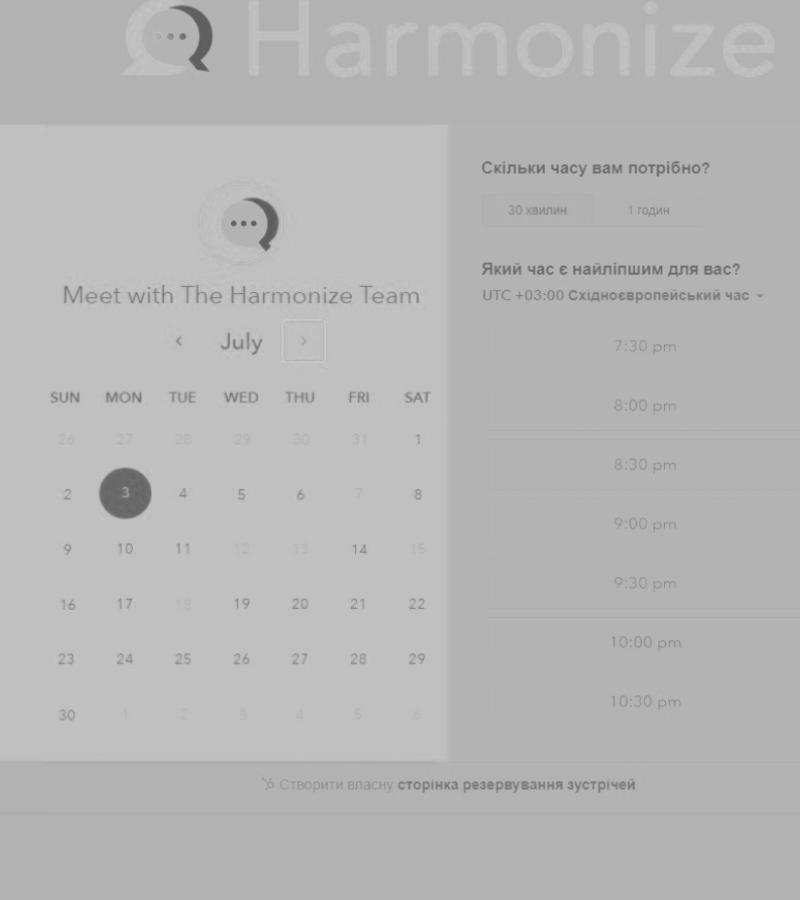 Harmonize
Meet with The Harmonize Team
July
SUN MON TUE WED THU FRI SAT
26 27 28 29 30 31 1
2 3 4 5 6 7 8
9 10 11 12 13 14 15
16 17 18 19 20 21 22
23 24 25 26 27 28 29
30 1 2 3 4 5 6
Скільки часу вам потрібно?
30 хвилин 1 годин
Який час є найліпшим для вас?
UTC +03:00 Східноєвропейський час
7:30 pm
8:00 pm
8:30 pm
9:00 pm
9:30 pm
10:00 pm
10:30 pm
Створити власну сторінка резервування зустрічей